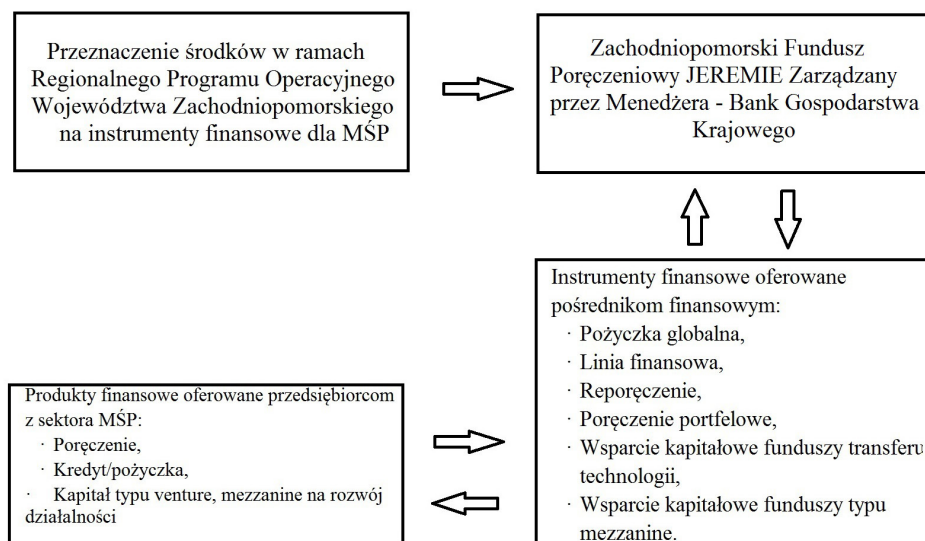 Przeznaczenie środków w ramach
Regionalnego Programu Operacyjnego
Województwa Zachodniopomorskiego
na instrumenty finansowe dla MŚP
Zachodniopomorski Fundusz
Poręczeniowy JEREMIE Zarządzany
przez Menedżera - Bank Gospodarstwa
Krajowego
Instrumenty finansowe oferowane
pośrednikom finansowym:
· Pożyczka globalna,
· Linia finansowa,
· Reporęczenie,
· Poręczenie portfelowe,
· Wsparcie kapitałowe funduszy transferu
technologii,
· Wsparcie kapitałowe funduszy typu
mezzanine.
Produkty finansowe oferowane przedsiębiorcom
z sektora MŚP:
· Poręczenie,
· Kredyt/pożyczka,
· Kapitał typu venture, mezzanine na rozwój
działalności